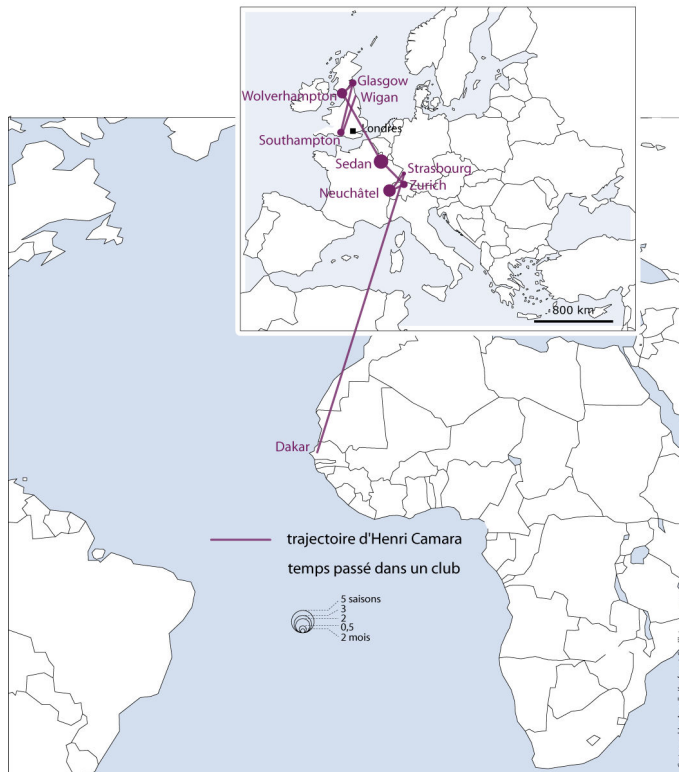 Glasgow
Wolverhampton
Wigan
Londres
Southampton
Sedan
Strasbourg
Zurich
Neuchâtel
800 km
Dakar
trajectoire d'Henri Camara
temps passé dans un club
5 saisons
3
2
0,5
2 mois